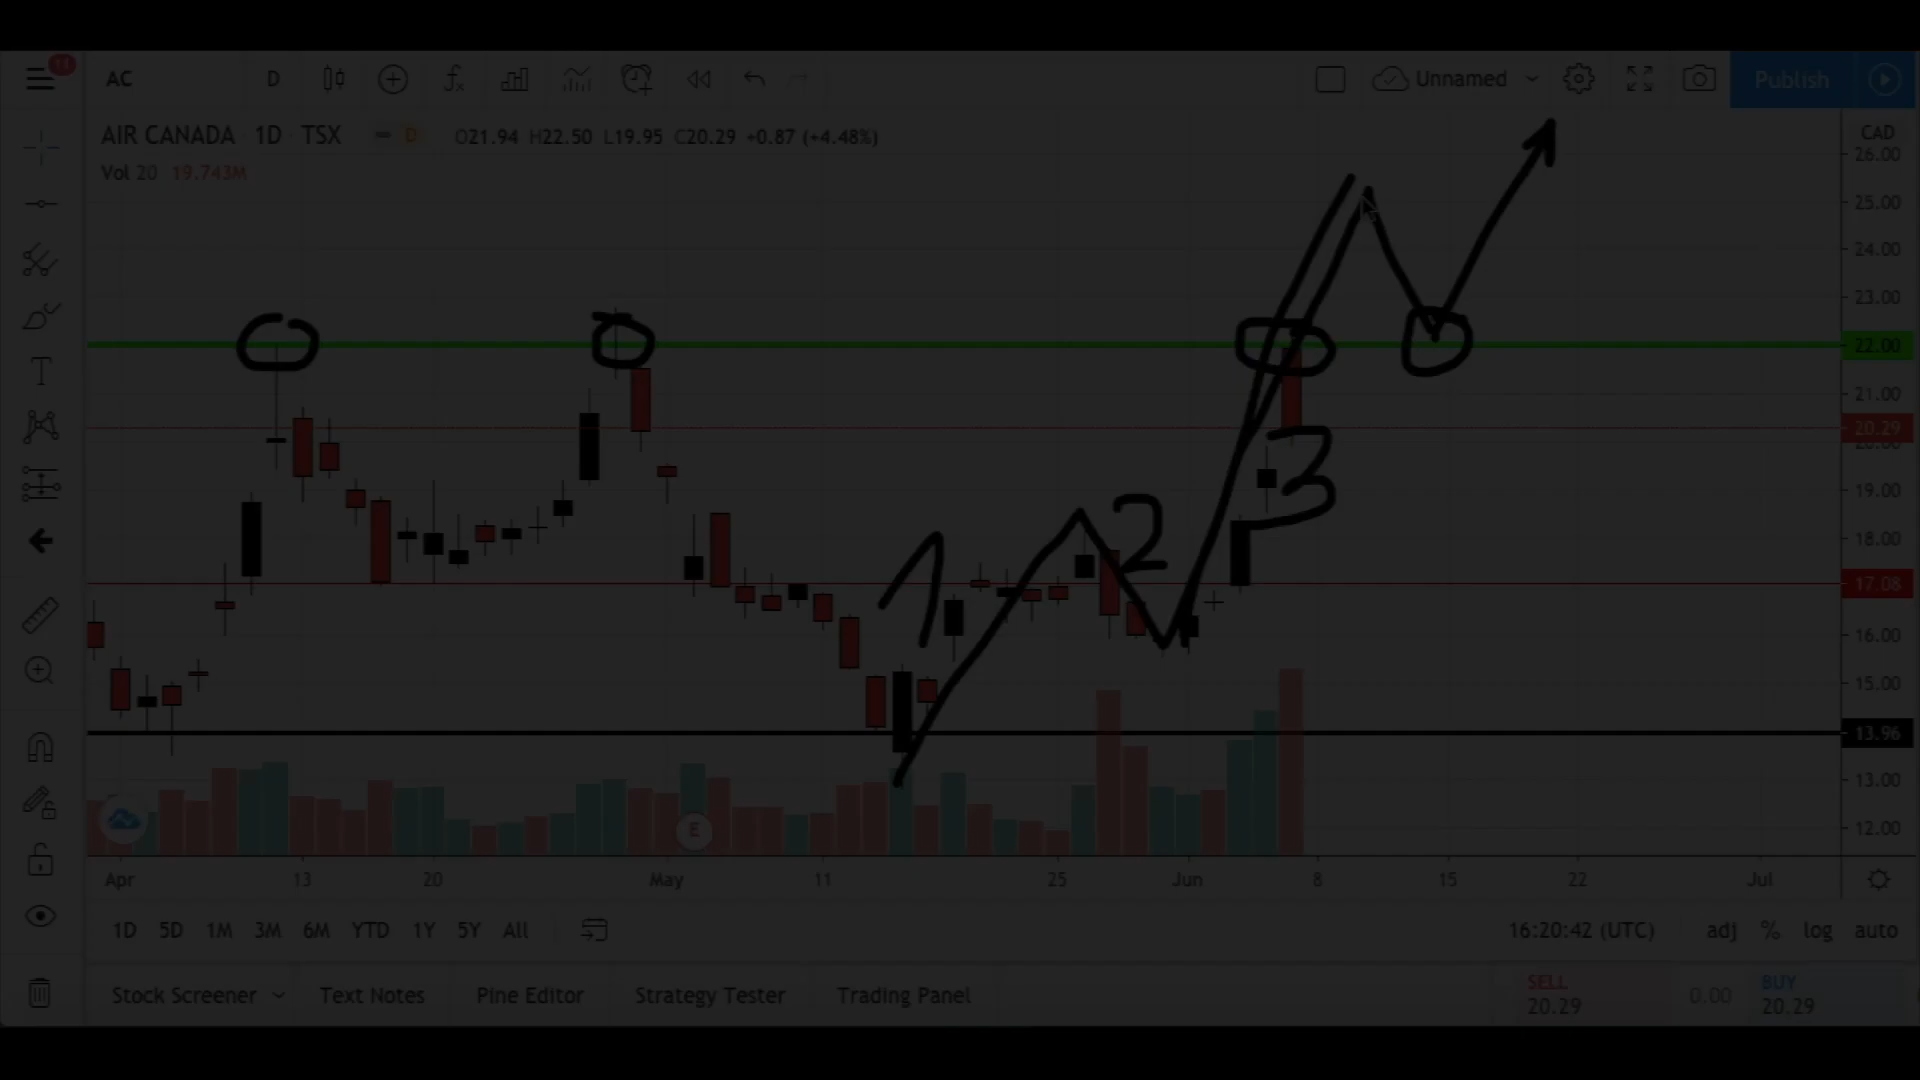 11
AC D Unnamed Publish
AIR CANADA 1D TSX D O21.94 H22.50 L19.95 C20.29 +0.87 (+4.48%) CAD
Vol 20 19.743M
26.00
25.00
24.00
23.00
22.00
21.00
20.29
20.00
19.00
18.00
17.08
16.00
15.00
13.96
13.00
12.00
1
2
3
E
Apr 13 20 May 11 25 Jun 8 15 22 Jul
1D 5D 1M 3M 6M YTD 1Y 5Y All 16:20:42 (UTC) adj % log auto
Stock Screener Text Notes Pine Editor Strategy Tester Trading Panel
SELL 0.00 BUY
20.29 20.29